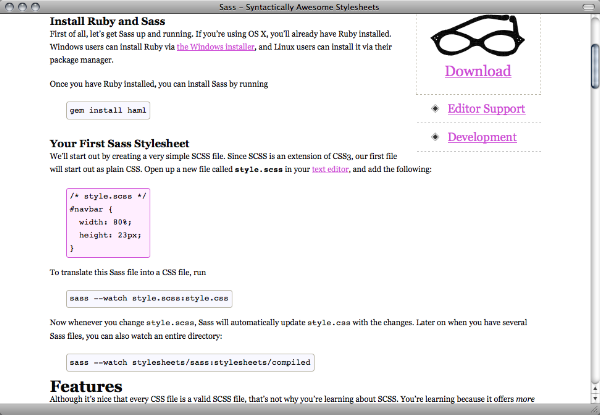 Sass – Syntactically Awesome Stylesheets
Install Ruby and Sass
First of all, let's get Sass up and running. If you're using OS X, you'll already have Ruby installed.
Windows users can install Ruby via the Windows installer, and Linux users can install it via their
package manager.
Once you have Ruby installed, you can install Sass by running
gem install haml
Download
Editor Support
Development
Your First Sass Stylesheet
We'll start out by creating a very simple SCSS file. Since SCSS is an extension of CSS3, our first file
will start out as plain CSS. Open up a new file called style.scss in your text editor, and add the following:
/* style.scss */
#navbar {
width: 80%;
height: 23px;
}
To translate this Sass file into a CSS file, run
sass --watch style.scss:style.css
Now whenever you change style.scss, Sass will automatically update style.css with the changes. Later on when you have several
Sass files, you can also watch an entire directory:
sass --watch stylesheets/sass:stylesheets/compiled
Features
Although it's nice that every CSS file is a valid SCSS file, that's not why you're learning about SCSS. You're learning because it offers more